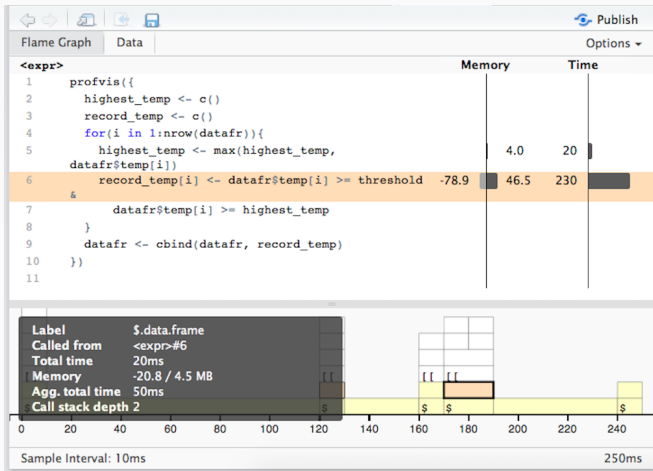 Publish
Flame Graph Data Options
<expr> Memory Time
1 profvis({
2 highest_temp <- c()
3 record_temp <- c()
4 for(i in 1:nrow(datafr)){
5 highest_temp <- max(highest_temp, 4.0 20
datafr$temp[i])
6 record_temp[i] <- datafr$temp[i] >= threshold -78.9 46.5 230
&
7 datafr$temp[i] >= highest_temp
8 }
9 datafr <- cbind(datafr, record_temp)
10 })
11
Label $.data.frame
Called from <expr>#6
Total time 20ms
Memory -20.8 / 4.5 MB
Agg. total time 50ms
Call stack depth 2
[ [[ [[ [[
$ $ $ $ $
0 20 40 60 80 100 120 140 160 180 200 220 240
Sample Interval: 10ms 250ms